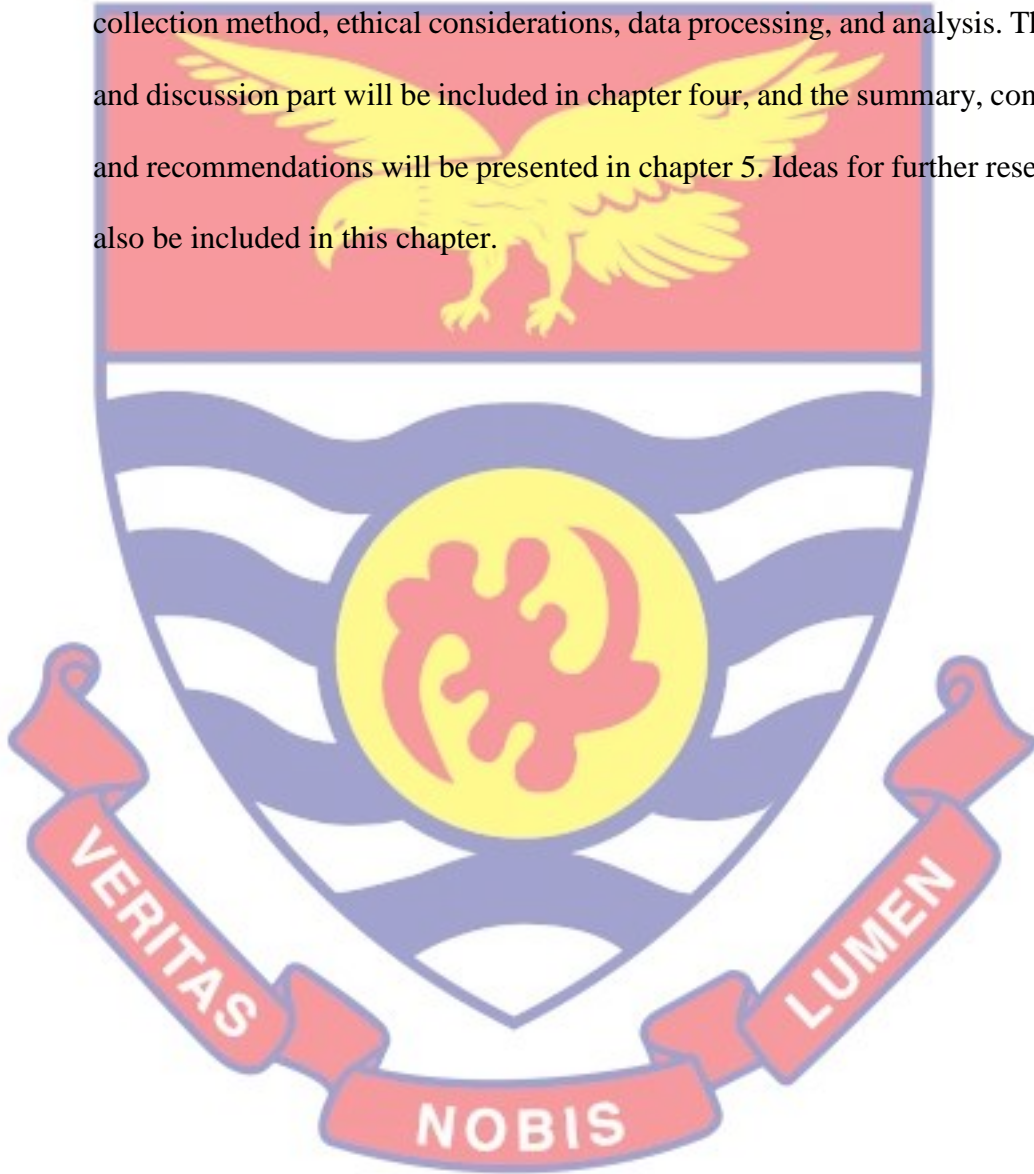 collection method, ethical considerations, data processing, and analysis.
and discussion part will be included in chapter four, and the summary,
and recommendations will be presented in chapter 5. Ideas for further
also be included in this chapter.
VERITAS
NOBIS
LUMEN